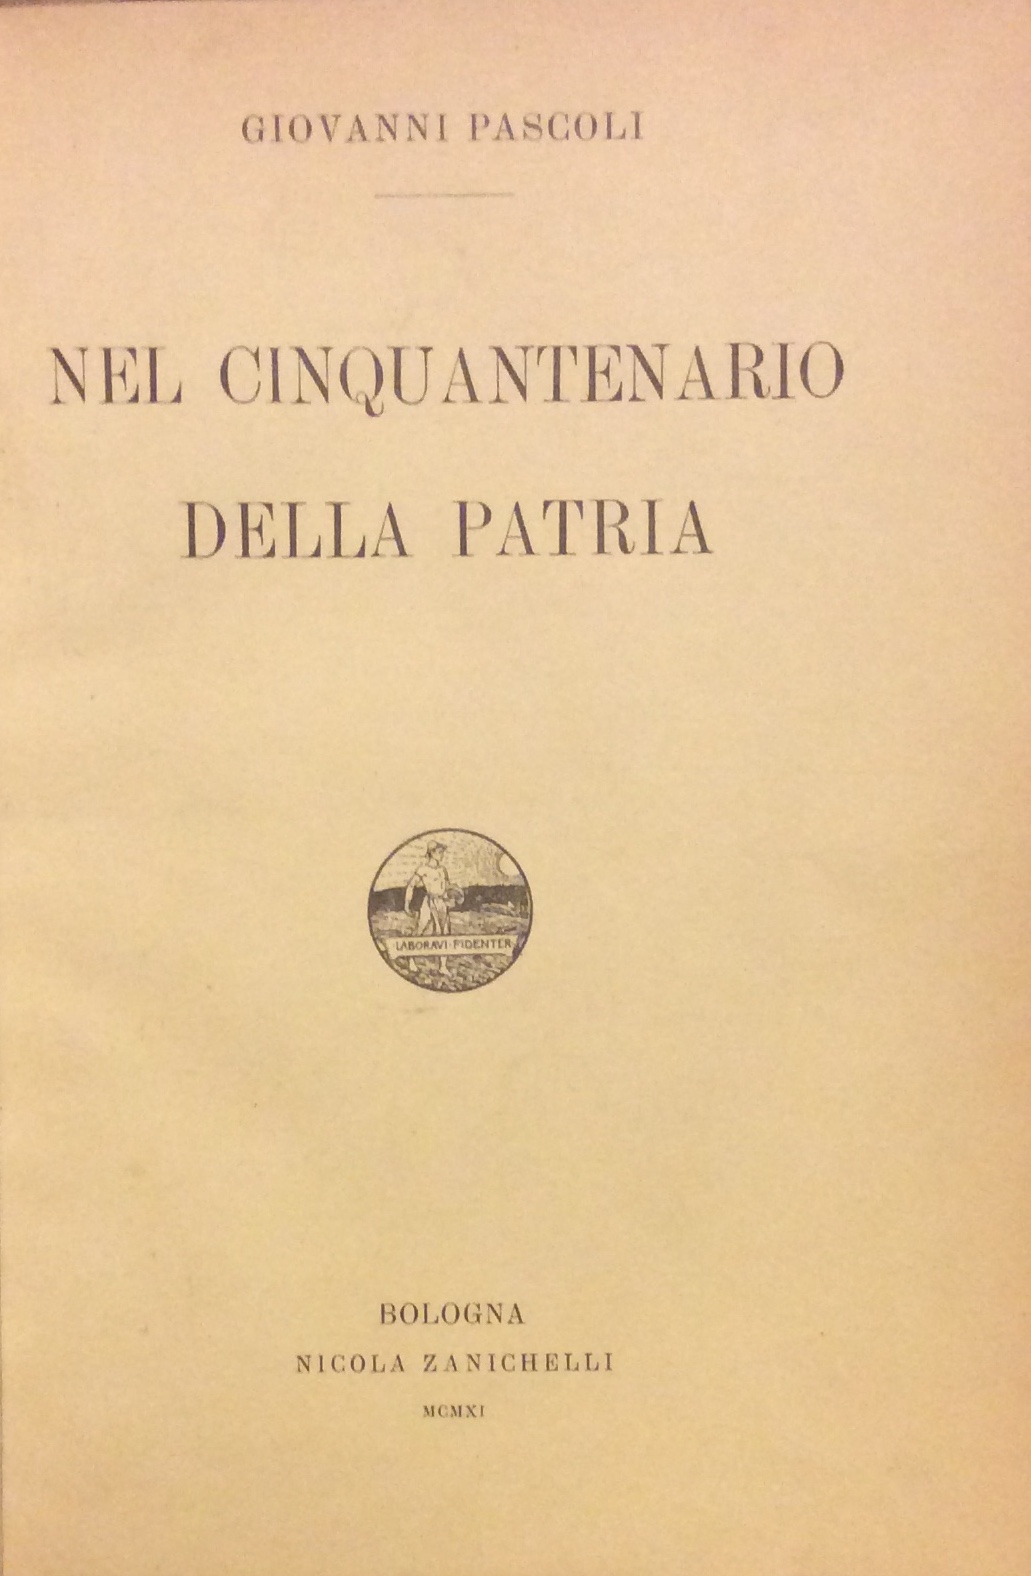 GIOVANNI PASCOLI
NEL CINQUANTENARIO
DELLA PATRIA
LABORAVI·FIDENTER
BOLOGNA
NICOLA ZANICHELLI
MCMXI